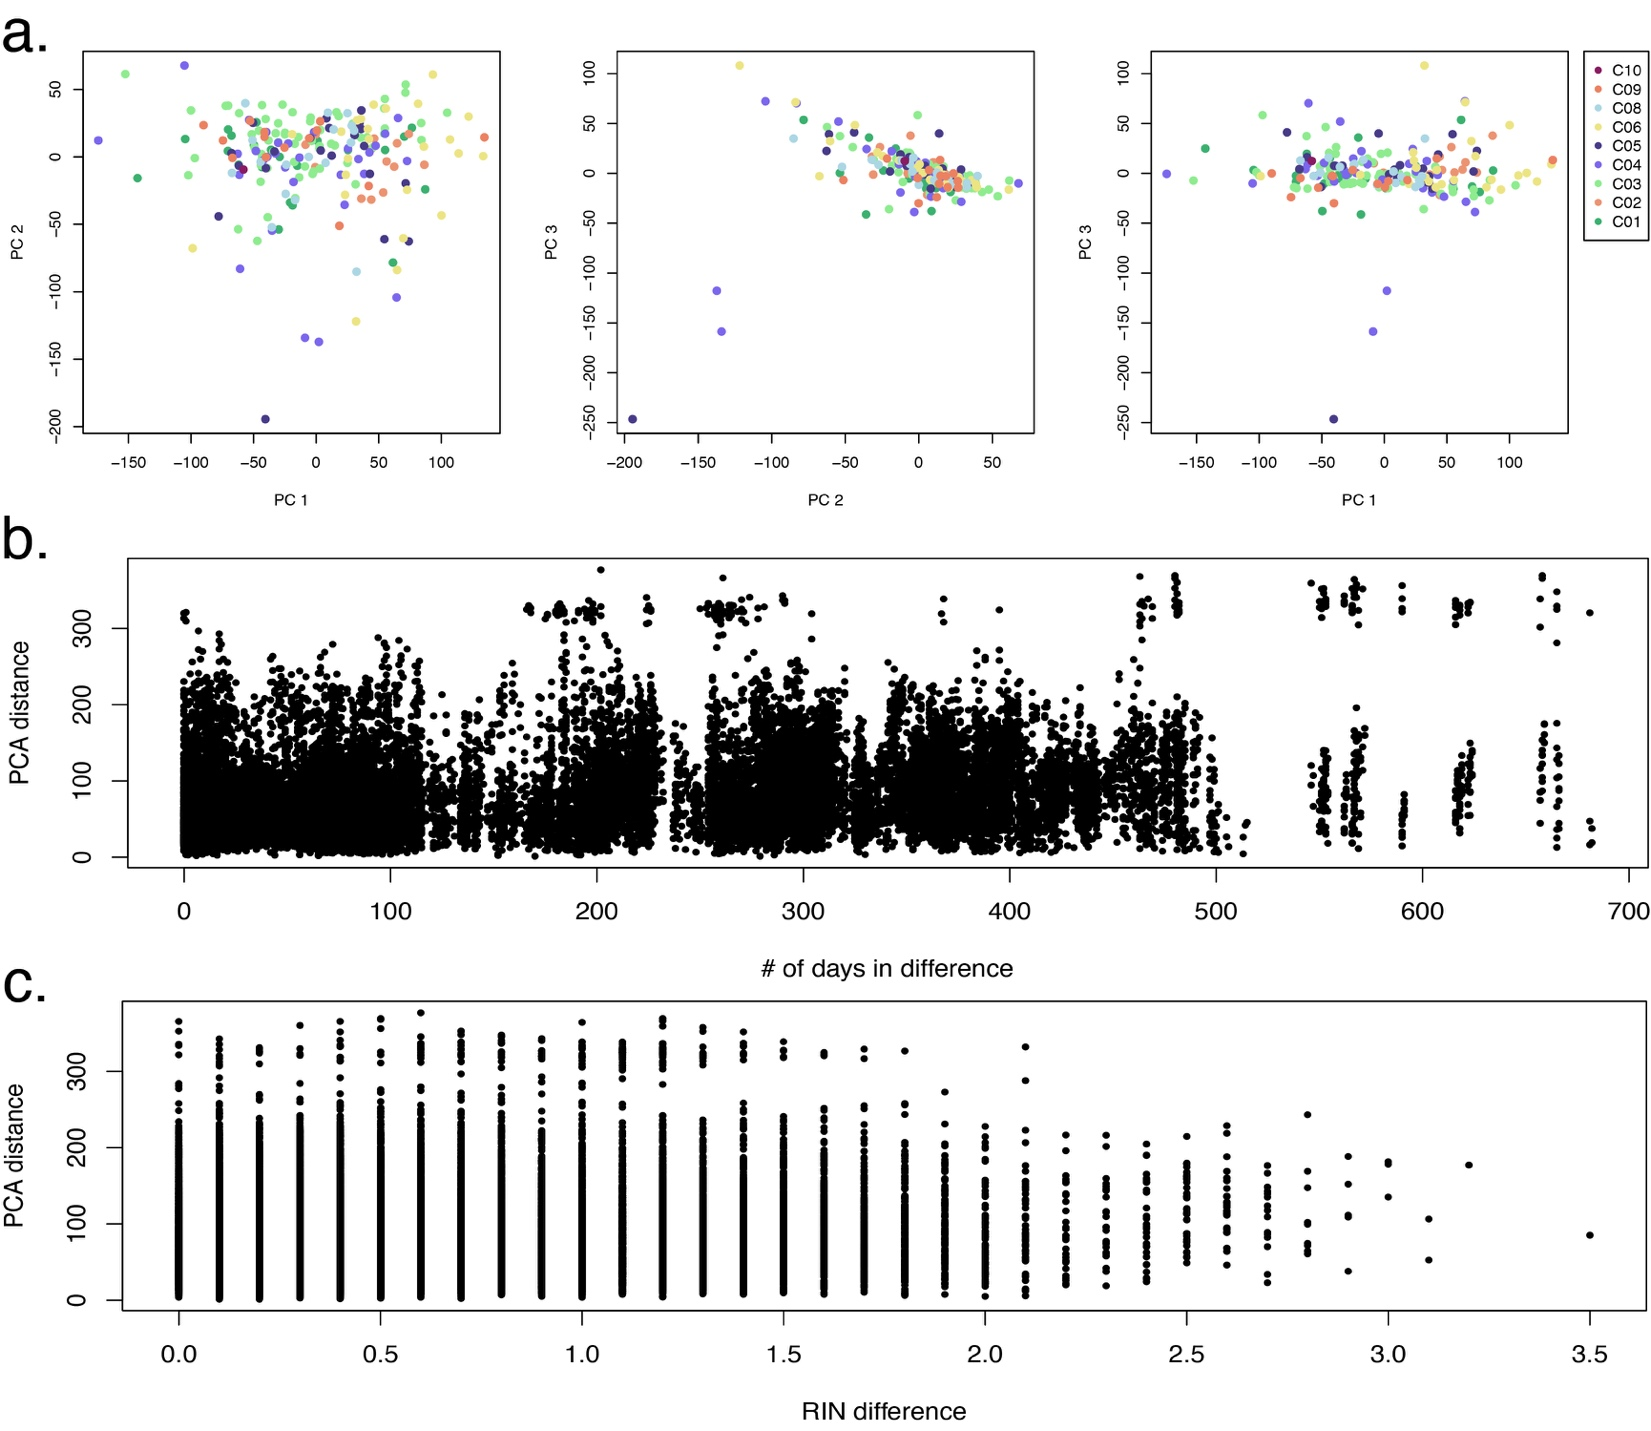 a.
50
0
−50
−100
−150
−200
PC 2
−150 −100 −50 0 50 100
PC 1
100
50
0
−50
−100
−150
−200
−250
PC 3
−200 −150 −100 −50 0 50
PC 2
100
50
0
−50
−100
−150
−200
−250
PC 3
−150 −100 −50 0 50 100
PC 1
C10
C09
C08
C06
C05
C04
C03
C02
C01
b.
300
200
100
0
PCA distance
0 100 200 300 400 500 600 700
# of days in difference
c.
300
200
100
0
PCA distance
0.0 0.5 1.0 1.5 2.0 2.5 3.0 3.5
RIN difference